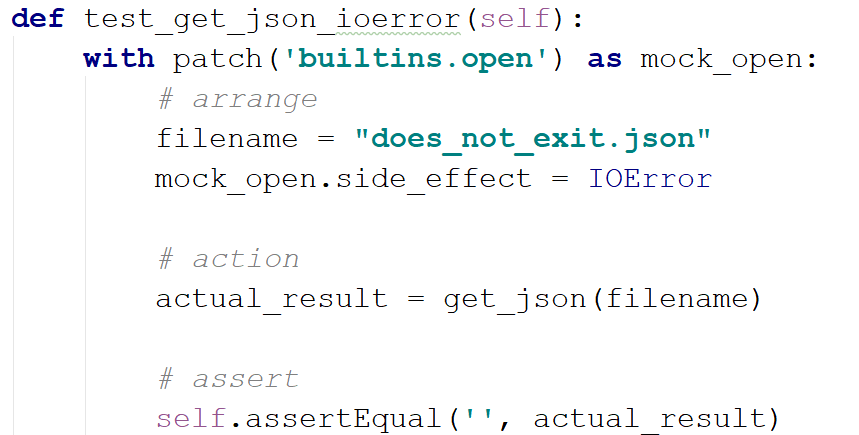 def test_get_json_ioerror(self):
    with patch('builtins.open') as mock_open:
        # arrange
        filename = "does_not_exit.json"
        mock_open.side_effect = IOError
        # action
        actual_result = get_json(filename)
        # assert
        self.assertEqual('', actual_result)